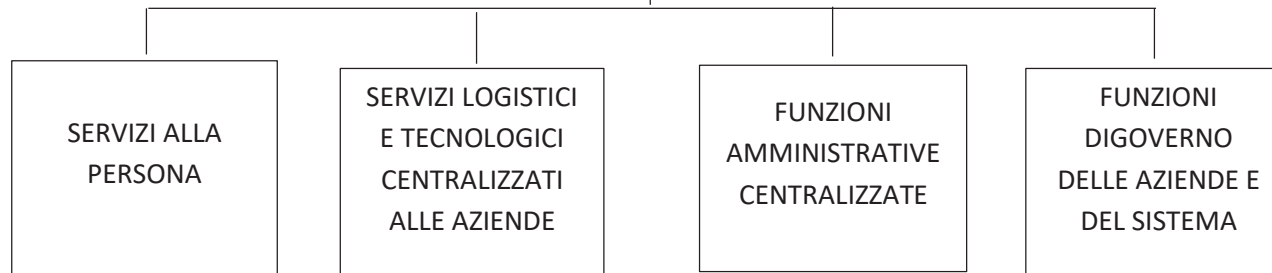 SERVIZI ALLA
PERSONA
SERVIZI LOGISTICI
E TECNOLOGICI
CENTRALIZZATI
ALLE AZIENDE
FUNZIONI
AMMINISTRATIVE
CENTRALIZZATE
FUNZIONI
DIGOVERNO
DELLE AZIENDE E
DEL SISTEMA